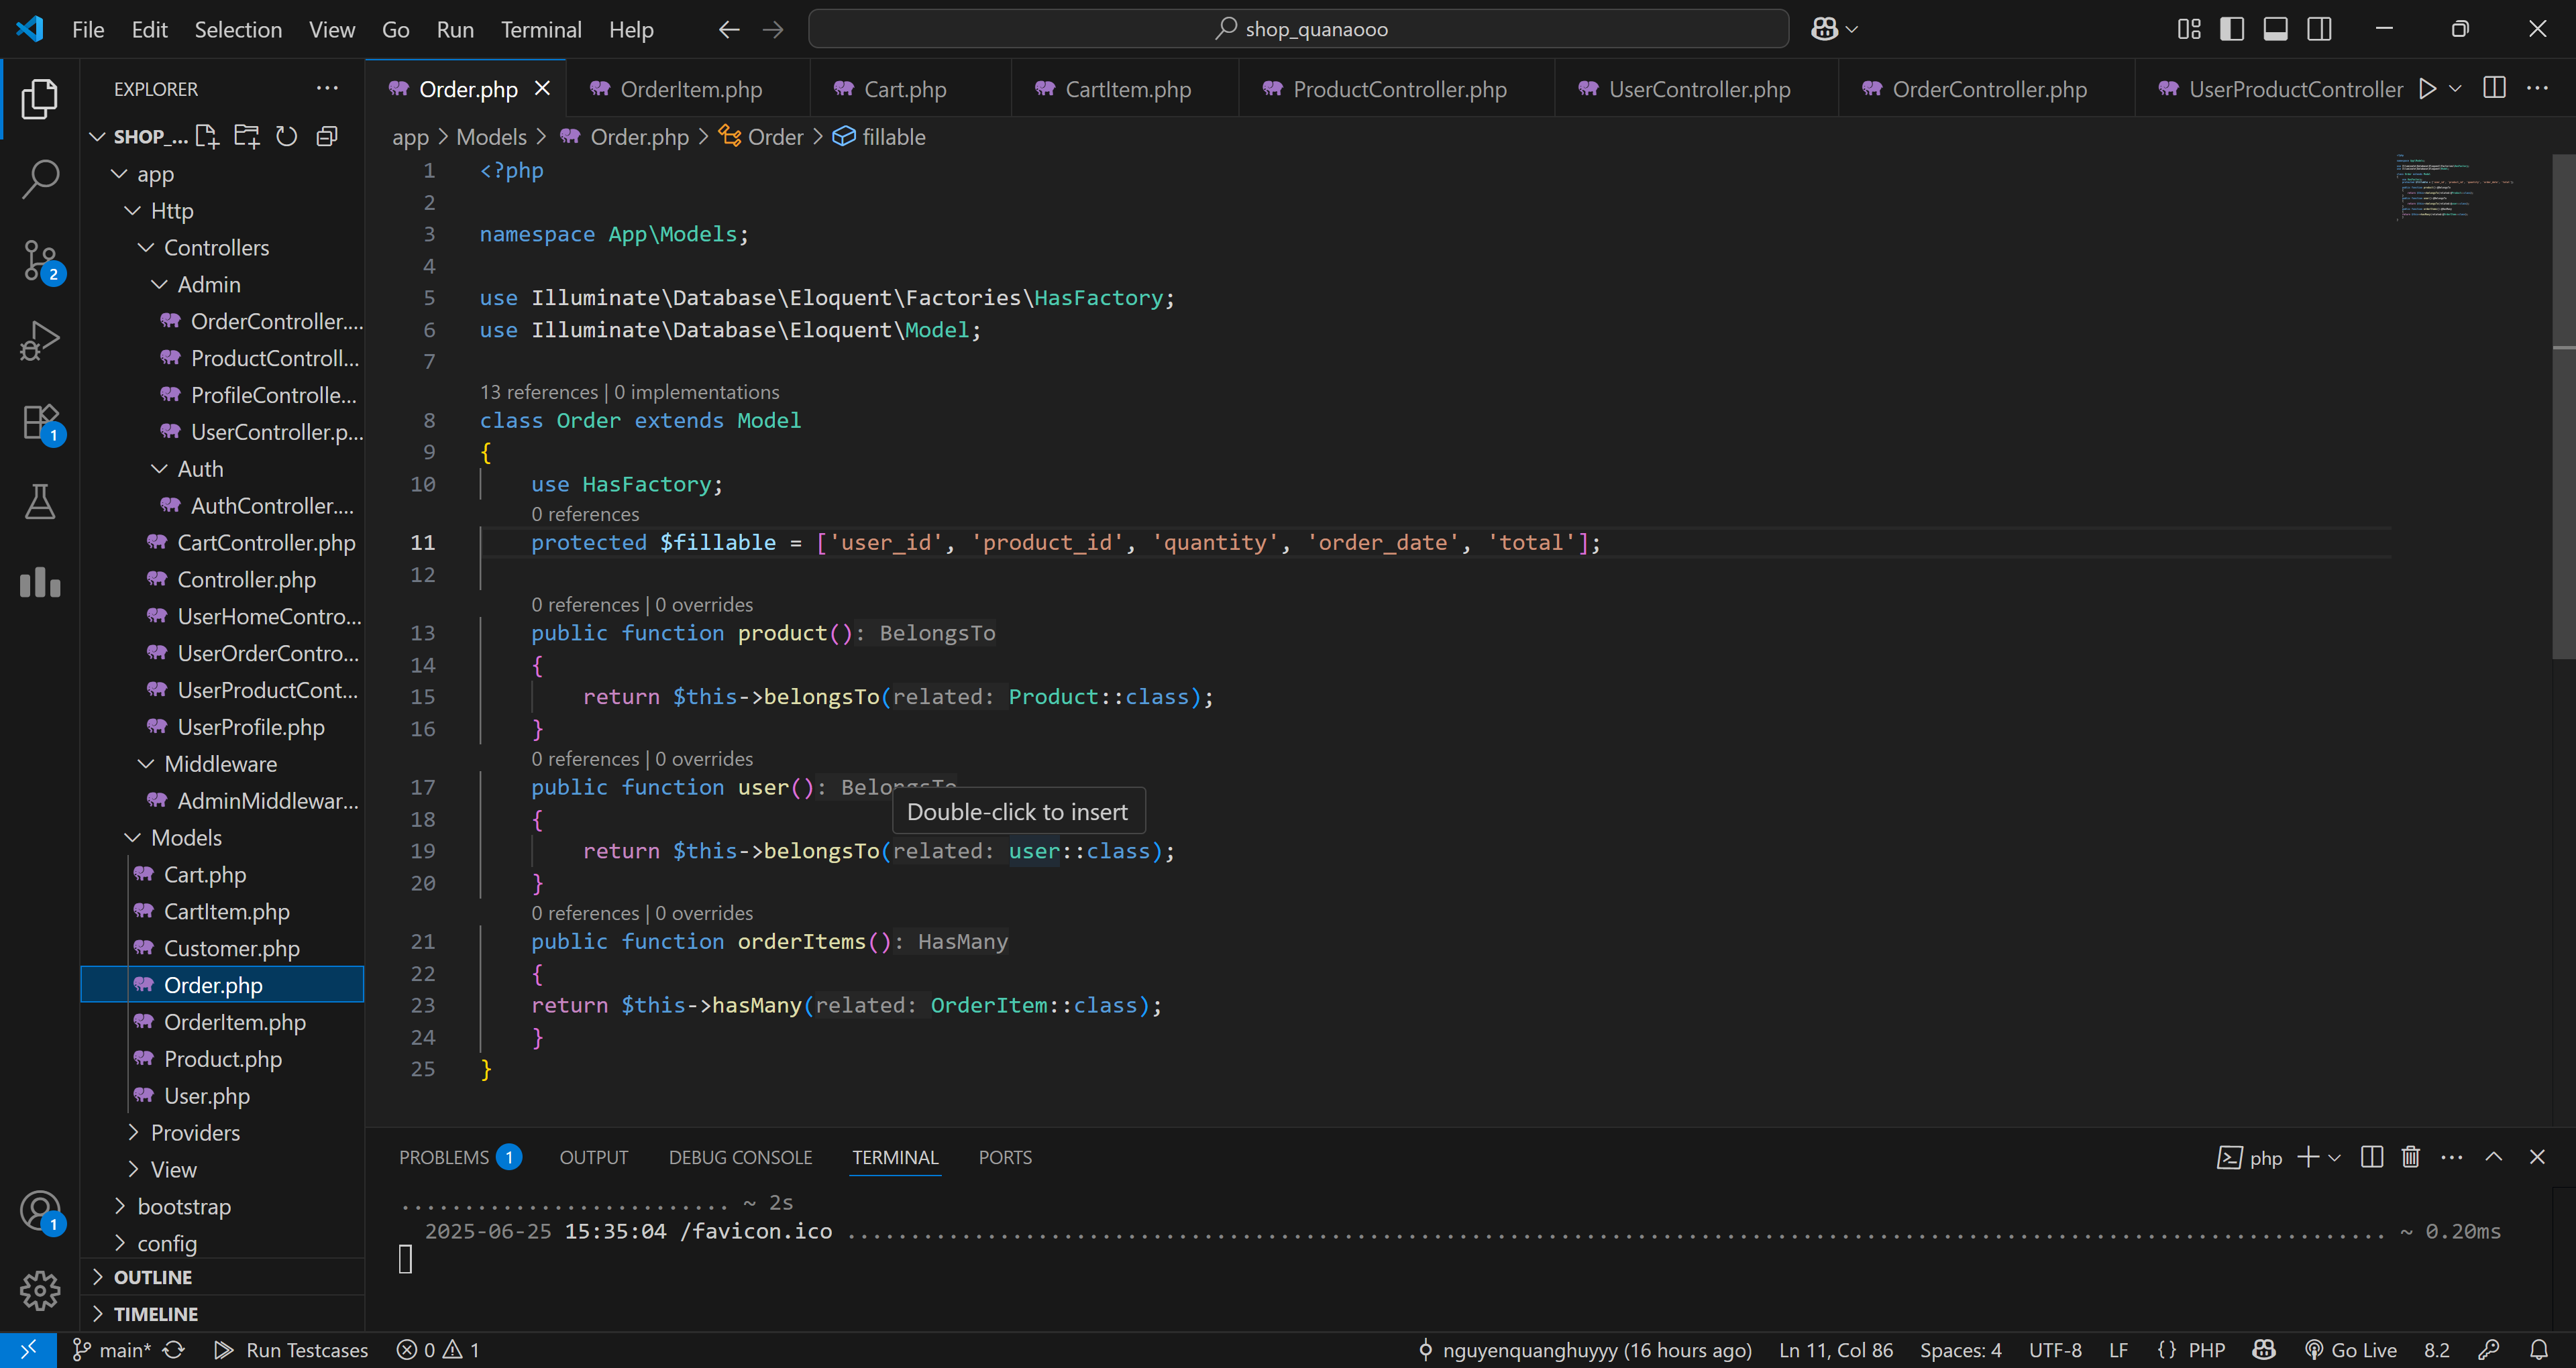 File Edit Selection View Go Run Terminal Help shop_quanaooo
EXPLORER
SHOP_...
app
Http
Controllers
Admin
OrderController....
ProductControll...
ProfileControlle...
UserController.p...
Auth
AuthController....
CartController.php
Controller.php
UserHomeContro...
UserOrderContro...
UserProductCont...
UserProfile.php
Middleware
AdminMiddlewar...
Models
Cart.php
CartItem.php
Customer.php
Order.php
OrderItem.php
Product.php
User.php
Providers
View
bootstrap
config
OUTLINE
TIMELINE
2
1
1
Order.php OrderItem.php Cart.php CartItem.php ProductController.php UserController.php OrderController.php UserProductController
app > Models > Order.php > Order > fillable
1 <?php
2
3 namespace App\Models;
4
5 use Illuminate\Database\Eloquent\Factories\HasFactory;
6 use Illuminate\Database\Eloquent\Model;
7
13 references | 0 implementations
8 class Order extends Model
9 {
10 use HasFactory;
0 references
11 protected $fillable = ['user_id', 'product_id', 'quantity', 'order_date', 'total'];
12
0 references | 0 overrides
13 public function product(): BelongsTo
14 {
15 return $this->belongsTo(related: Product::class);
16 }
0 references | 0 overrides
17 public function user(): BelongsTo
Double-click to insert
18 {
19 return $this->belongsTo(related: user::class);
20 }
0 references | 0 overrides
21 public function orderItems(): HasMany
22 {
23 return $this->hasMany(related: OrderItem::class);
24 }
25 }
PROBLEMS 1 OUTPUT DEBUG CONSOLE TERMINAL PORTS php
.......................... ~ 2s
2025-06-25 15:35:04 /favicon.ico ........................................................................................................................ ~ 0.20ms
main* Run Testcases 0 1 nguyenquanghuyyy (16 hours ago) Ln 11, Col 86 Spaces: 4 UTF-8 LF {} PHP Go Live 8.2